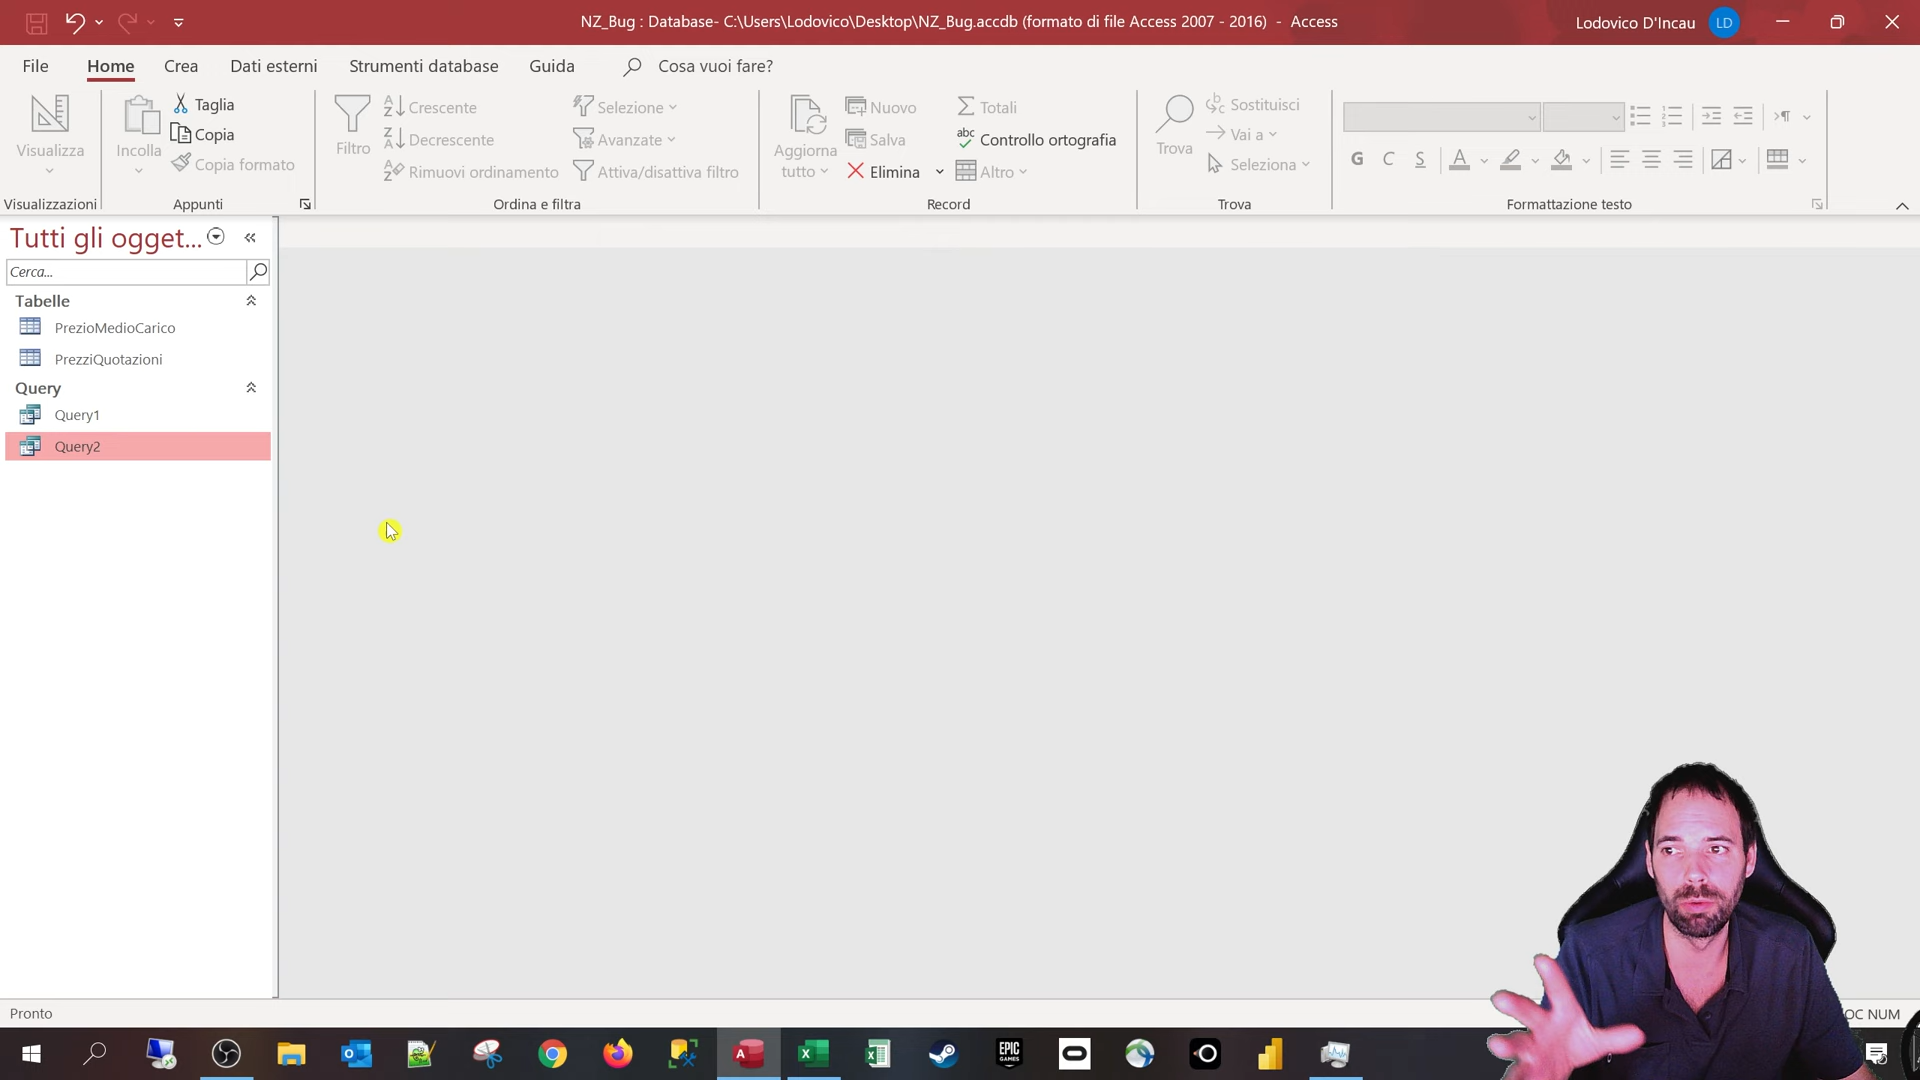 NZ_Bug : Database- C:\Users\Lodovico\Desktop\NZ_Bug.accdb (formato di file Access 2007 - 2016) - Access
Lodovico D'Incau
LD
File
Home
Crea
Dati esterni
Strumenti database
Guida
Cosa vuoi fare?
Visualizza
Visualizzazioni
Incolla
Taglia
Copia
Copia formato
Appunti
Filtro
Crescente
Decrescente
Rimuovi ordinamento
Selezione
Avanzate
Attiva/disattiva filtro
Ordina e filtra
Aggiorna
tutto
Nuovo
Salva
Elimina
Totali
Controllo ortografia
Altro
Record
Trova
Sostituisci
Vai a
Seleziona
Trova
G C S A
Formattazione testo
Tutti gli ogget...
Cerca...
Tabelle
PrezioMedioCarico
PrezziQuotazioni
Query
Query1
Query2
Pronto
OC NUM
EPIC
GAMES